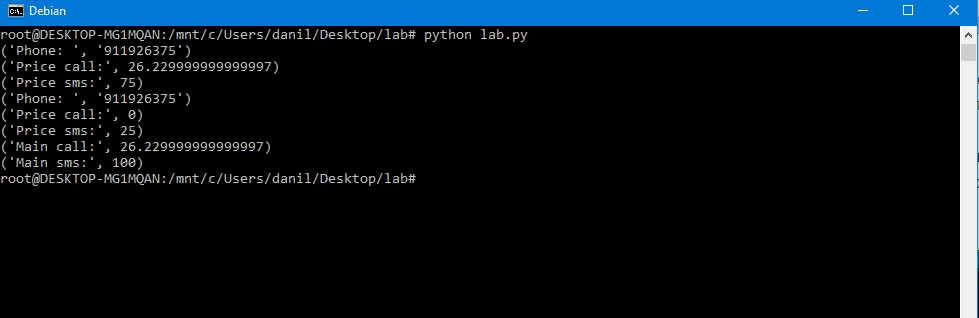 Debian
root@DESKTOP-MG1MQAN:/mnt/c/Users/danil/Desktop/lab# python lab.py
('Phone: ', '911926375')
('Price call:', 26.229999999999997)
('Price sms:', 75)
('Phone: ', '911926375')
('Price call:', 0)
('Price sms:', 25)
('Main call:', 26.229999999999997)
('Main sms:', 100)
root@DESKTOP-MG1MQAN:/mnt/c/Users/danil/Desktop/lab#